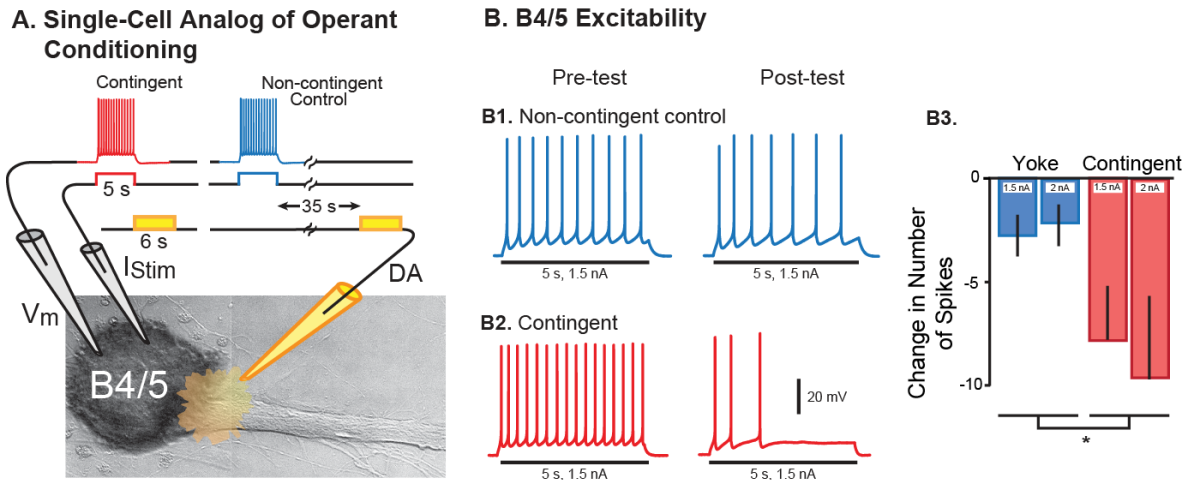 A. Single-Cell Analog of Operant
Conditioning
Contingent
Non-contingent
Control
5 s
35 s
6 s
IStim
DA
Vm
B4/5
B. B4/5 Excitability
Pre-test
Post-test
B1. Non-contingent control
5 s, 1.5 nA
5 s, 1.5 nA
B2. Contingent
20 mV
5 s, 1.5 nA
5 s, 1.5 nA
B3.
Yoke
Contingent
0
1.5 nA
2 nA
1.5 nA
2 nA
-5
-10
Change in Number
of Spikes
*